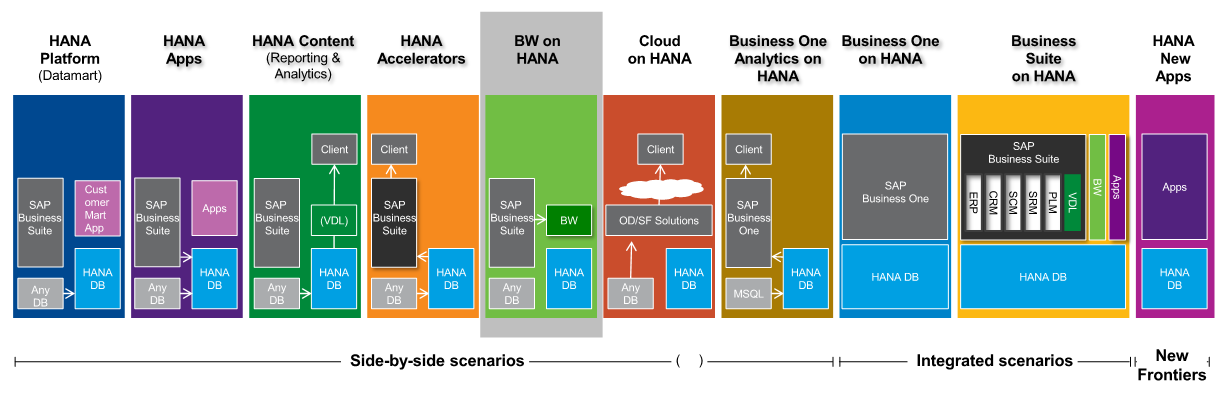 HANA
Platform
(Datamart)
HANA
Apps
HANA Content
(Reporting &
Analytics)
HANA
Accelerators
BW on
HANA
Cloud
on HANA
Business One
Analytics on
HANA
Business One
on HANA
Business
Suite
on HANA
HANA
New
Apps
SAP
Business
Suite
Cust
omer
Mart
App
Any
DB
HANA
DB
SAP
Business
Suite
Apps
Any
DB
HANA
DB
Client
SAP
Business
Suite
(VDL)
Any
DB
HANA
DB
Client
SAP
Business
Suite
Any
DB
HANA
DB
SAP
Business
Suite
BW
Any
DB
HANA
DB
Client
OD/SF Solutions
Any
DB
HANA
DB
Client
SAP
Business
One
MSQL
HANA
DB
SAP
Business One
HANA DB
SAP
Business Suite
ERP
CRM
SCM
SRM
PLM
VDL
BW
Apps
HANA DB
Apps
HANA
DB
Side-by-side scenarios
( )
Integrated scenarios
New
Frontiers